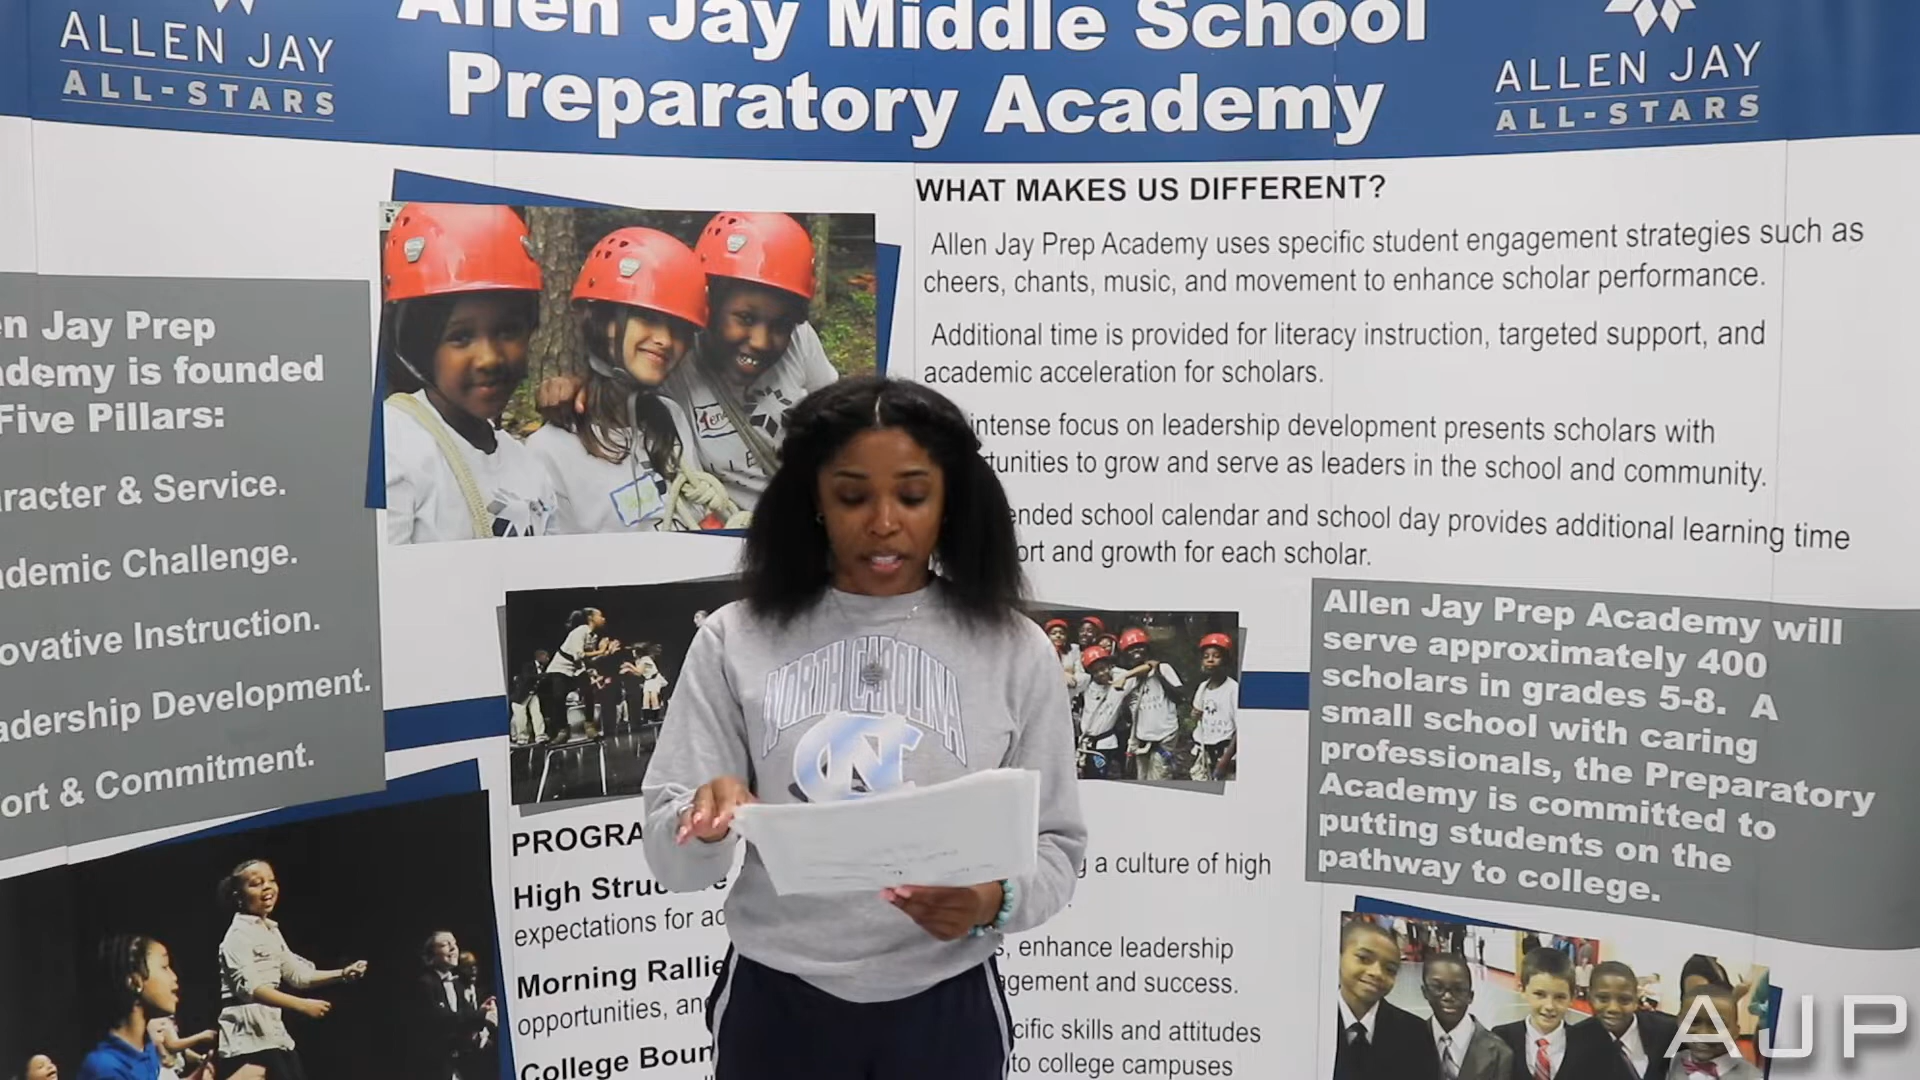 ALLEN JAY
ALL-STARS
Allen Jay Middle School
Preparatory Academy
ALLEN JAY
ALL-STARS
WHAT MAKES US DIFFERENT?
Allen Jay Prep Academy uses specific student engagement strategies such as
cheers, chants, music, and movement to enhance scholar performance.
Additional time is provided for literacy instruction, targeted support, and
academic acceleration for scholars.
intense focus on leadership development presents scholars with
tunities to grow and serve as leaders in the school and community.
ended school calendar and school day provides additional learning time
ort and growth for each scholar.
en Jay Prep
ademy is founded
Five Pillars:
aracter & Service.
ademic Challenge.
ovative Instruction.
adership Development.
ort & Commitment.
Allen Jay Prep Academy will
serve approximately 400
scholars in grades 5-8. A
small school with caring
professionals, the Preparatory
Academy is committed to
putting students on the
pathway to college.
NORTH CAROLINA
NC
PROGRA
High Structure
g a culture of high
expectations for ac
Morning Rallie
s, enhance leadership
opportunities, and
gement and success.
College Boun
cific skills and attitudes
to college campuses
AJP